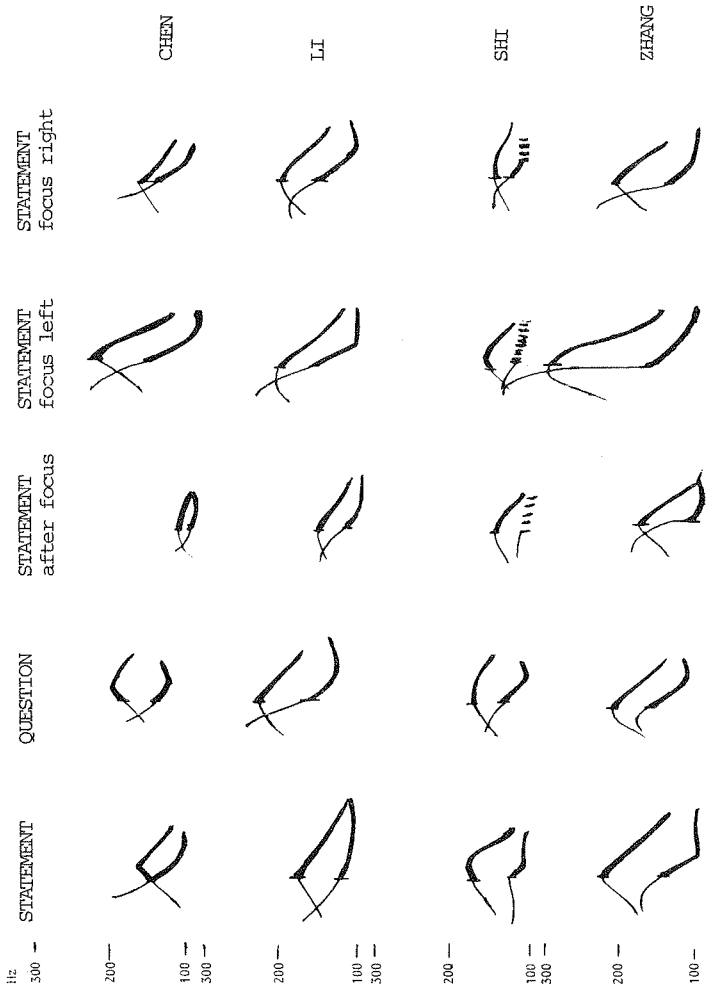 STATEMENT
QUESTION
STATEMENT
after focus
STATEMENT
focus left
STATEMENT
focus right
Hz
300
200
100
CHEN
300
200
100
LI
300
200
100
SHI
300
200
100
ZHANG